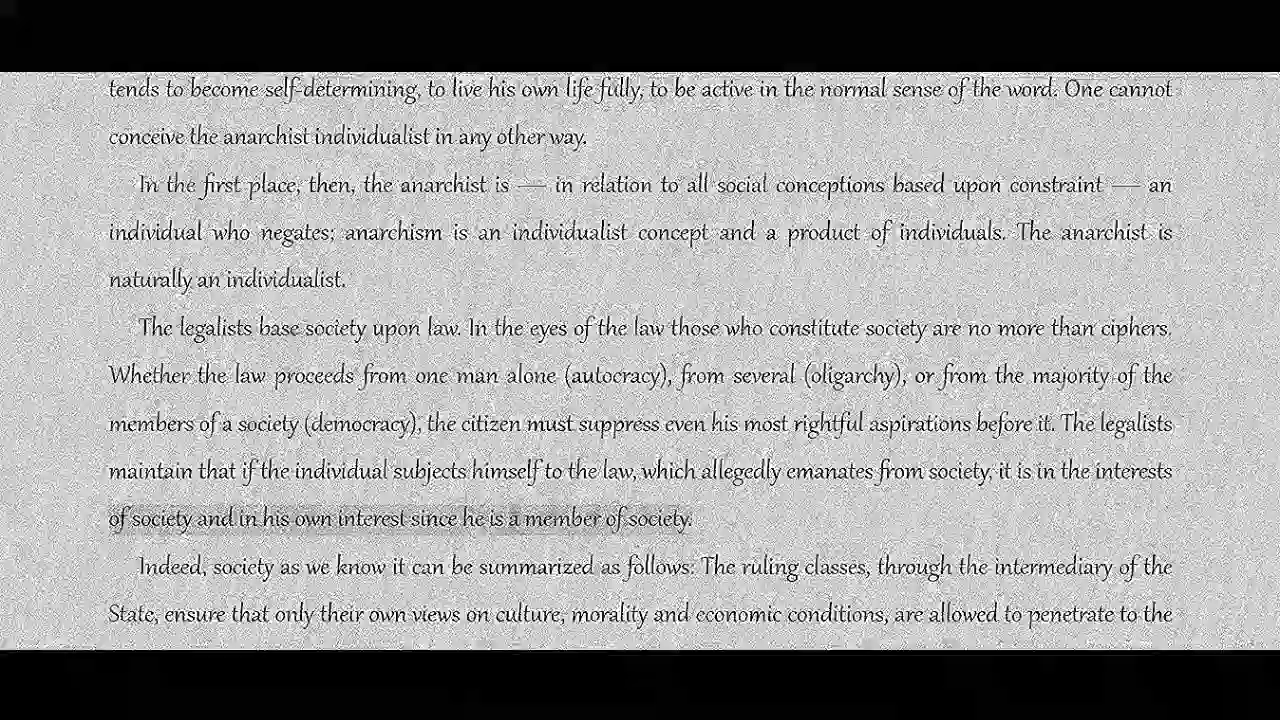 tends to become self-determining, to live his own life fully, to be active in the normal sense of the word. One cannot
conceive the anarchist individualist in any other way.
In the first place, then, the anarchist is — in relation to all social conceptions based upon constraint — an
individual who negates; anarchism is an individualist concept and a product of individuals. The anarchist is
naturally an individualist.
The legalists base society upon law. In the eyes of the law those who constitute society are no more than ciphers.
Whether the law proceeds from one man alone (autocracy), from several (oligarchy), or from the majority of the
members of a society (democracy), the citizen must suppress even his most rightful aspirations before it. The legalists
maintain that if the individual subjects himself to the law, which allegedly emanates from society, it is in the interests
of society and in his own interest since he is a member of society.
Indeed, society as we know it can be summarized as follows: The ruling classes, through the intermediary of the
State, ensure that only their own views on culture, morality and economic conditions, are allowed to penetrate to the